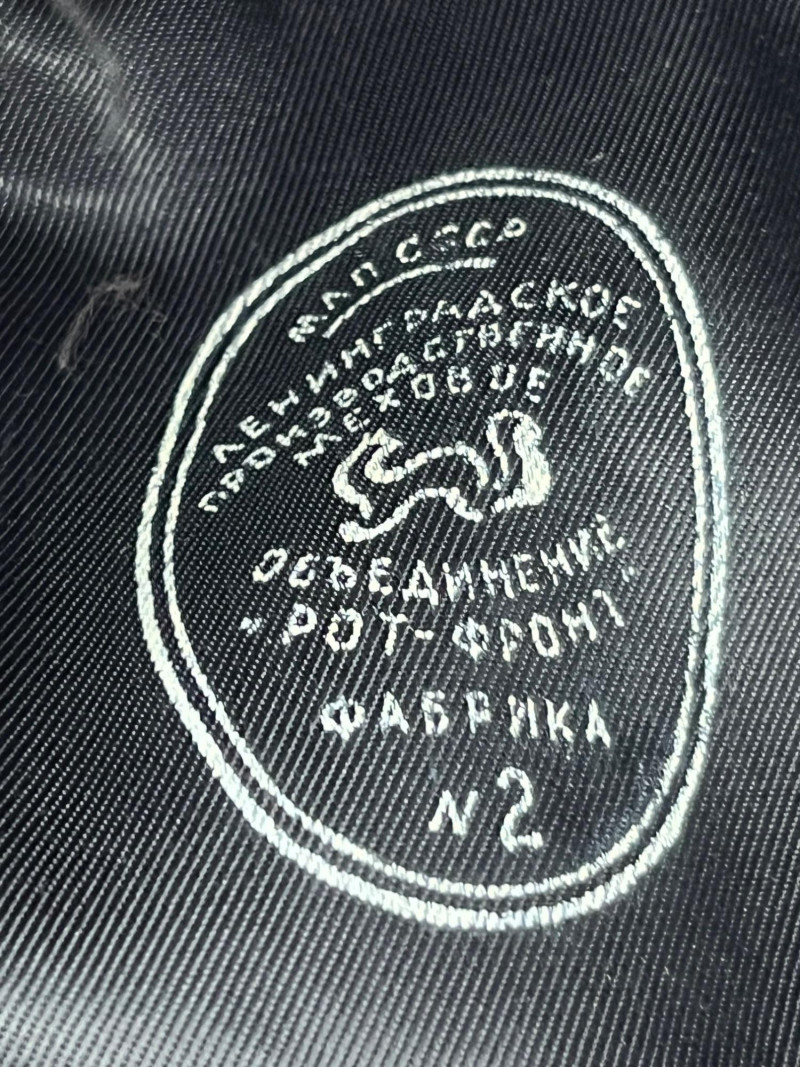 МЛП СССР
ЛЕНИНГРАДСКОЕ
ПРОИЗВОДСТВЕННОЕ
МЕХОВОЕ
ОБЪЕДИНЕНИЕ
"РОТ-ФРОНТ"
ФАБРИКА
N2